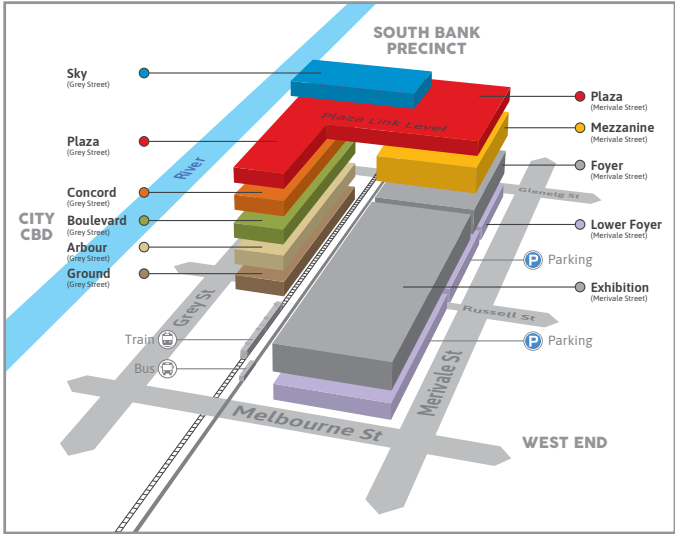 SOUTH BANK
PRECINCT
Sky
(Grey Street)
Plaza
(Merivale Street)
Plaza Link Level
Mezzanine
(Merivale Street)
Plaza
(Grey Street)
Foyer
(Merivale Street)
River
Concord
(Grey Street)
Glenelg St
CITY
CBD
Boulevard
(Grey Street)
Lower Foyer
(Merivale Street)
Arbour
(Grey Street)
P Parking
Ground
(Grey Street)
Exhibition
(Merivale Street)
Grey St
Russell St
Train
P Parking
Bus
Merivale St
Melbourne St
WEST END